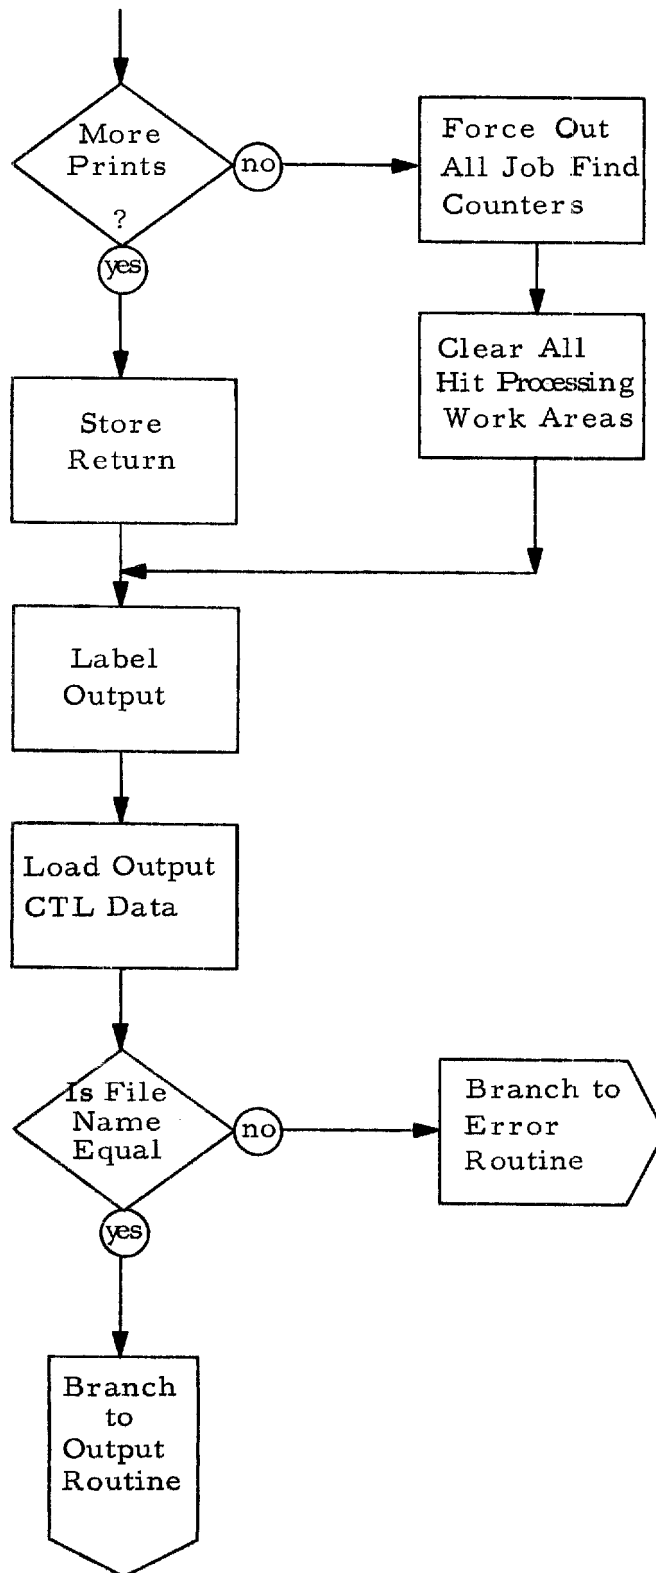 More
Prints
?
no
yes
Force Out
All Job Find
Counters
Clear All
Hit Processing
Work Areas
Store
Return
Label
Output
Load Output
CTL Data
Is File
Name
Equal
no
yes
Branch to
Error
Routine
Branch
to
Output
Routine